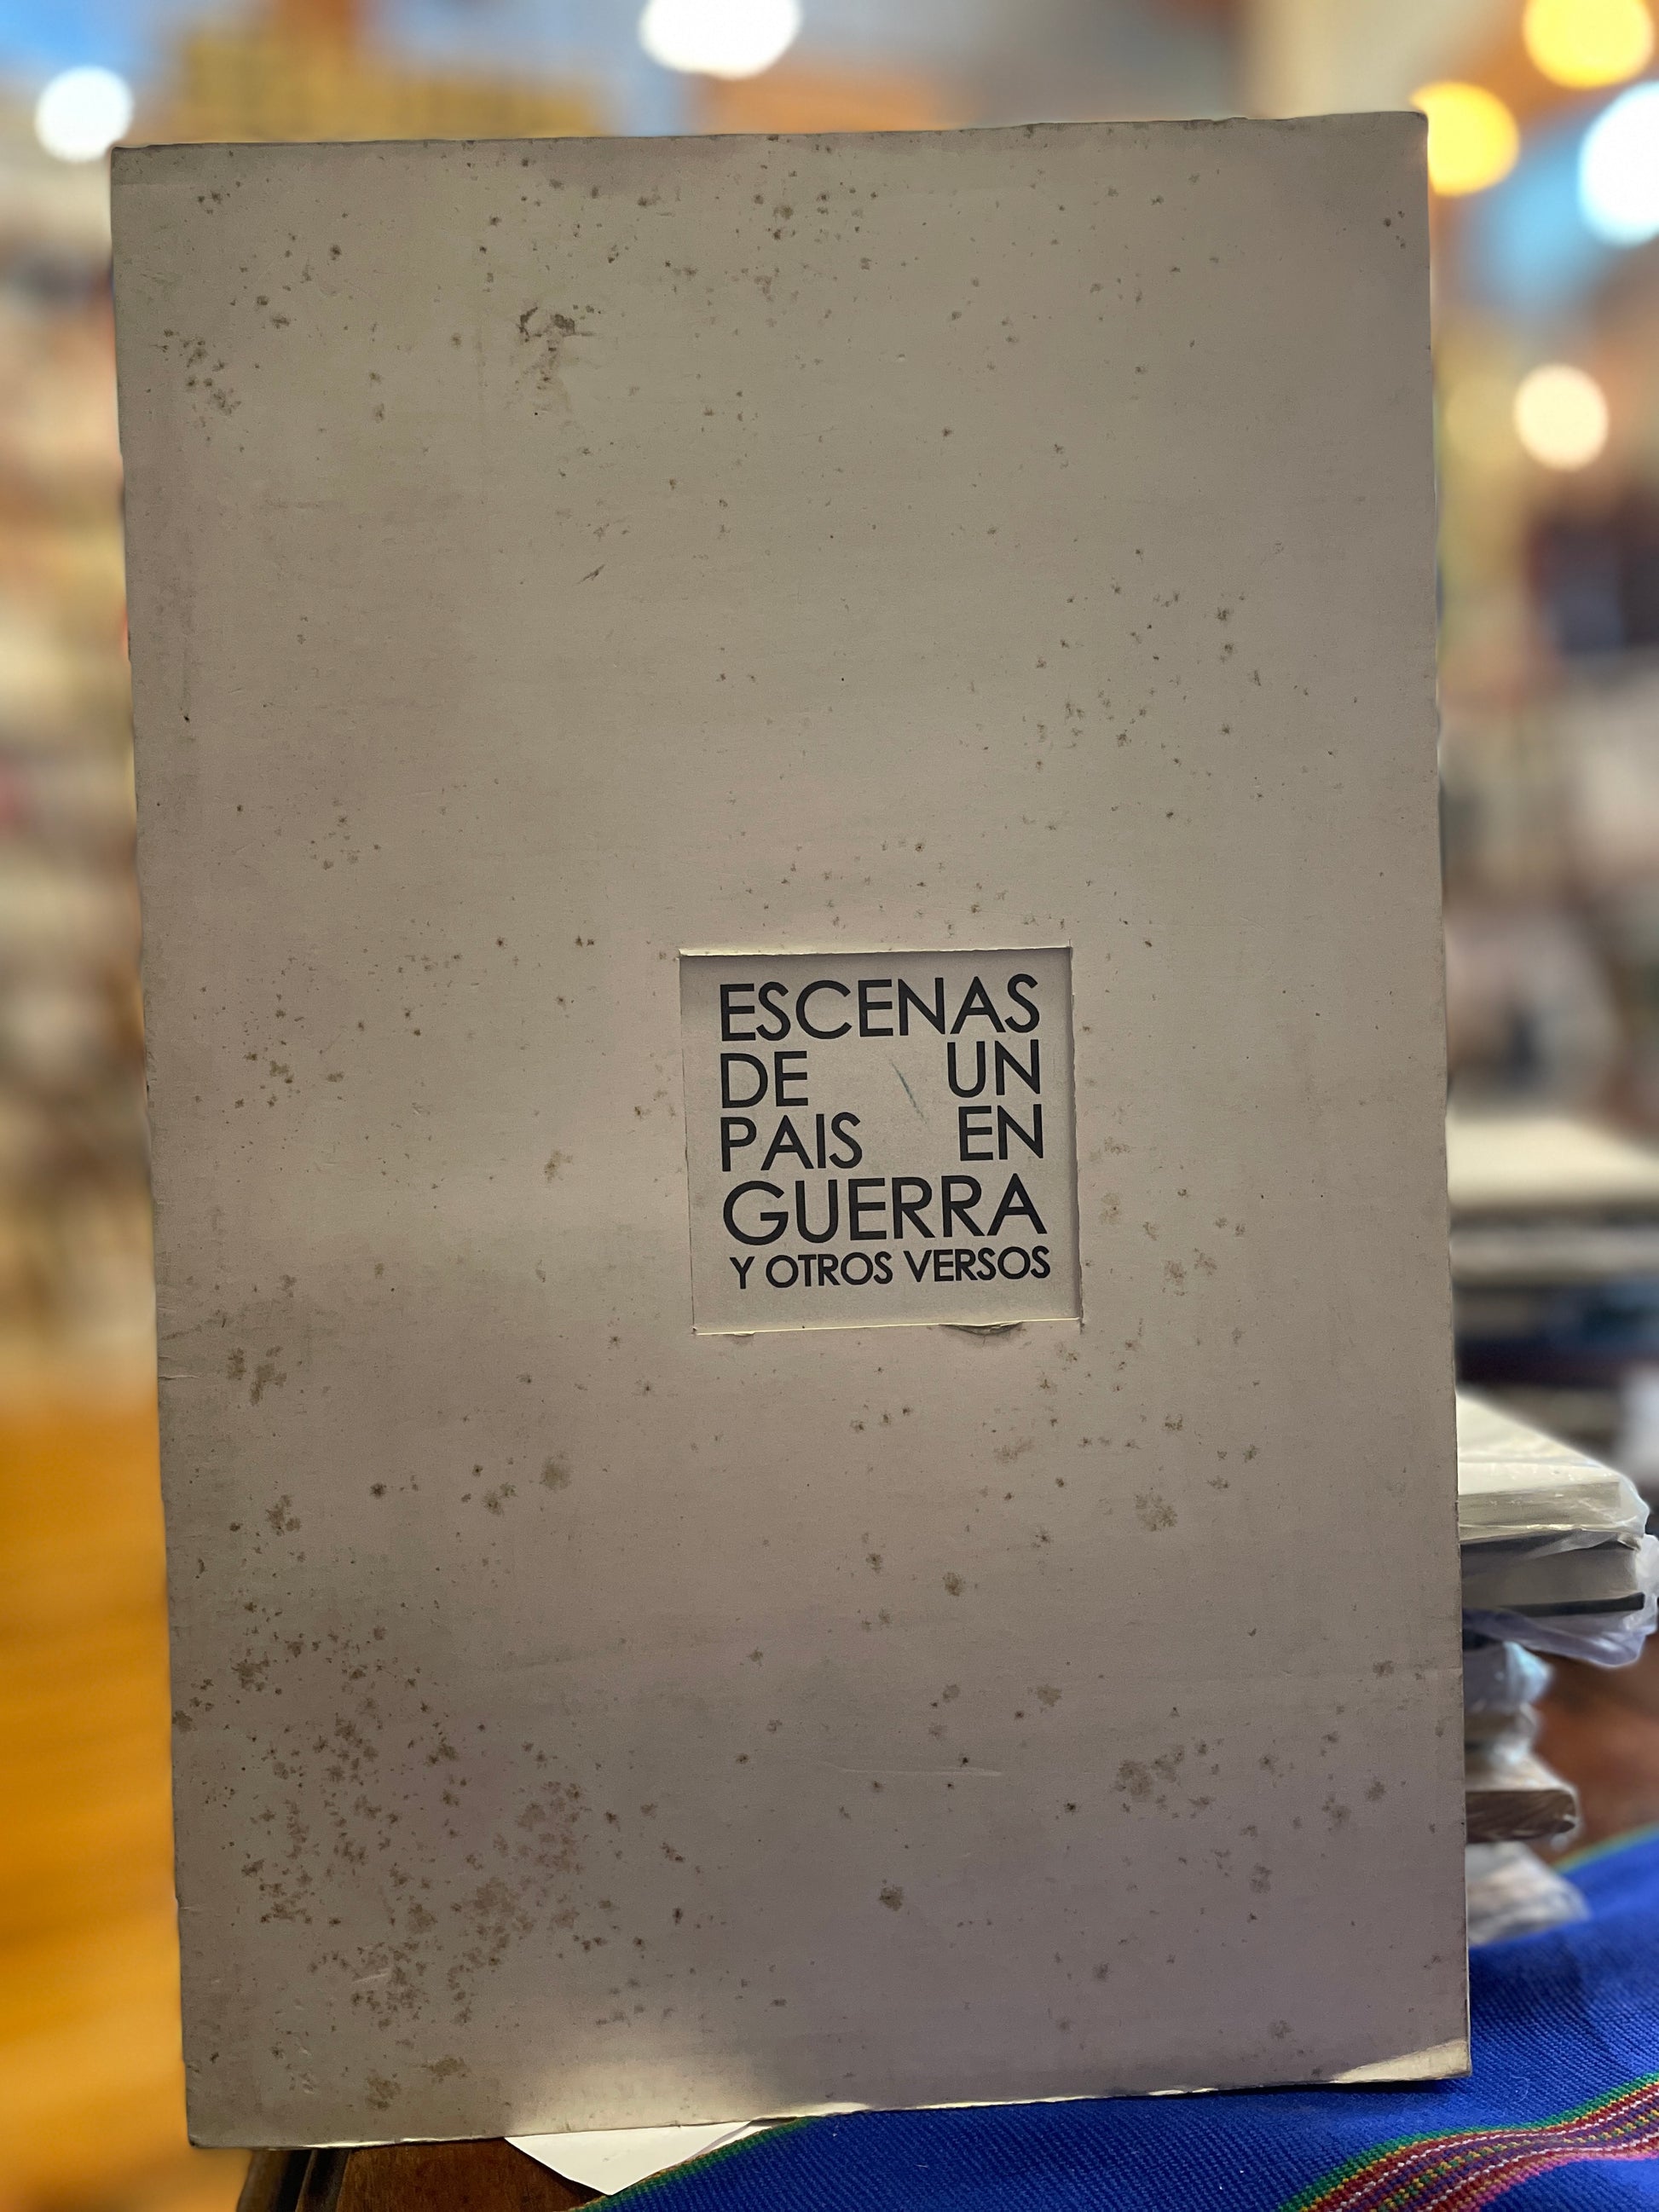 ESCENAS
DE UN
PAIS EN
GUERRA
Y OTROS VERSOS